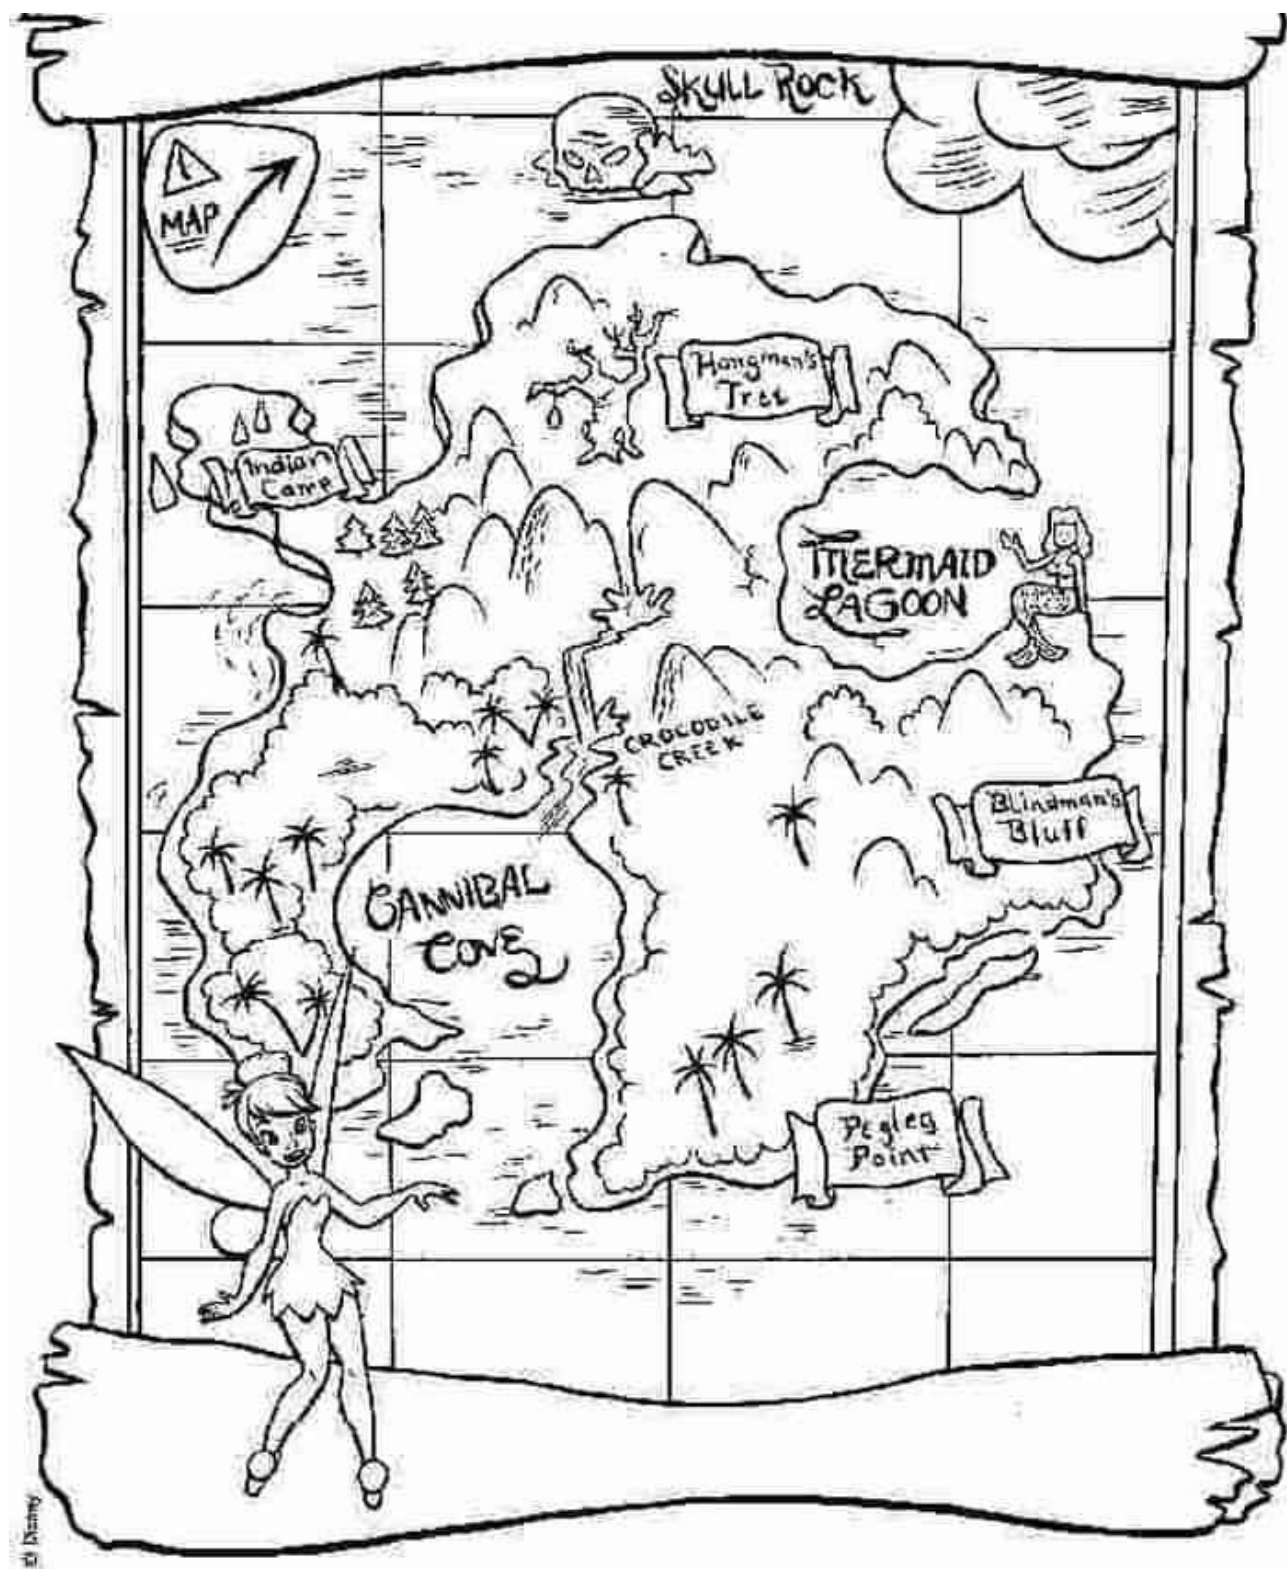 SKULL ROCK
MAP
Hangman's
Tree
Indian
Camp
MERMAID
LAGOON
CROCODILE
CREEK
Blindman's
Bluff
CANNIBAL
COVE
Pegleg
Point
© Disney